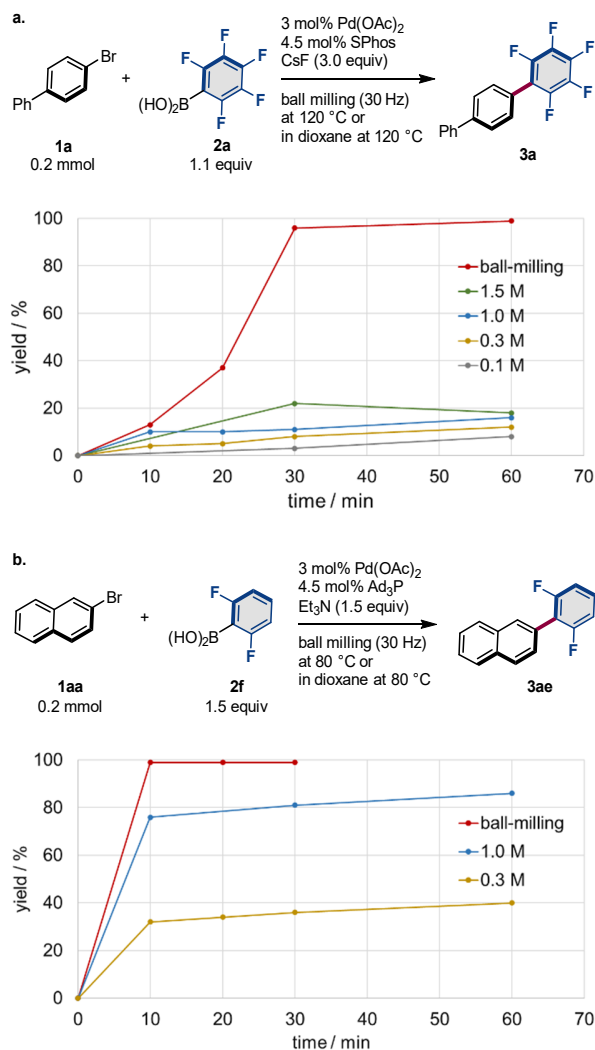 a.
Br
Ph
1a
0.2 mmol
+
F
F
F
F
F
(HO)₂B
2a
1.1 equiv
3 mol% Pd(OAc)₂
4.5 mol% SPhos
CsF (3.0 equiv)
ball milling (30 Hz)
at 120 °C or
in dioxane at 120 °C
F
F
F
F
F
Ph
3a
yield / %
100
80
60
40
20
0
ball-milling
1.5 M
1.0 M
0.3 M
0.1 M
0 10 20 30 40 50 60 70
time / min
b.
Br
1aa
0.2 mmol
+
F
(HO)₂B
F
2f
1.5 equiv
3 mol% Pd(OAc)₂
4.5 mol% Ad₃P
Et₃N (1.5 equiv)
ball milling (30 Hz)
at 80 °C or
in dioxane at 80 °C
F
F
3ae
yield / %
100
80
60
40
20
0
ball-milling
1.0 M
0.3 M
0 10 20 30 40 50 60 70
time / min